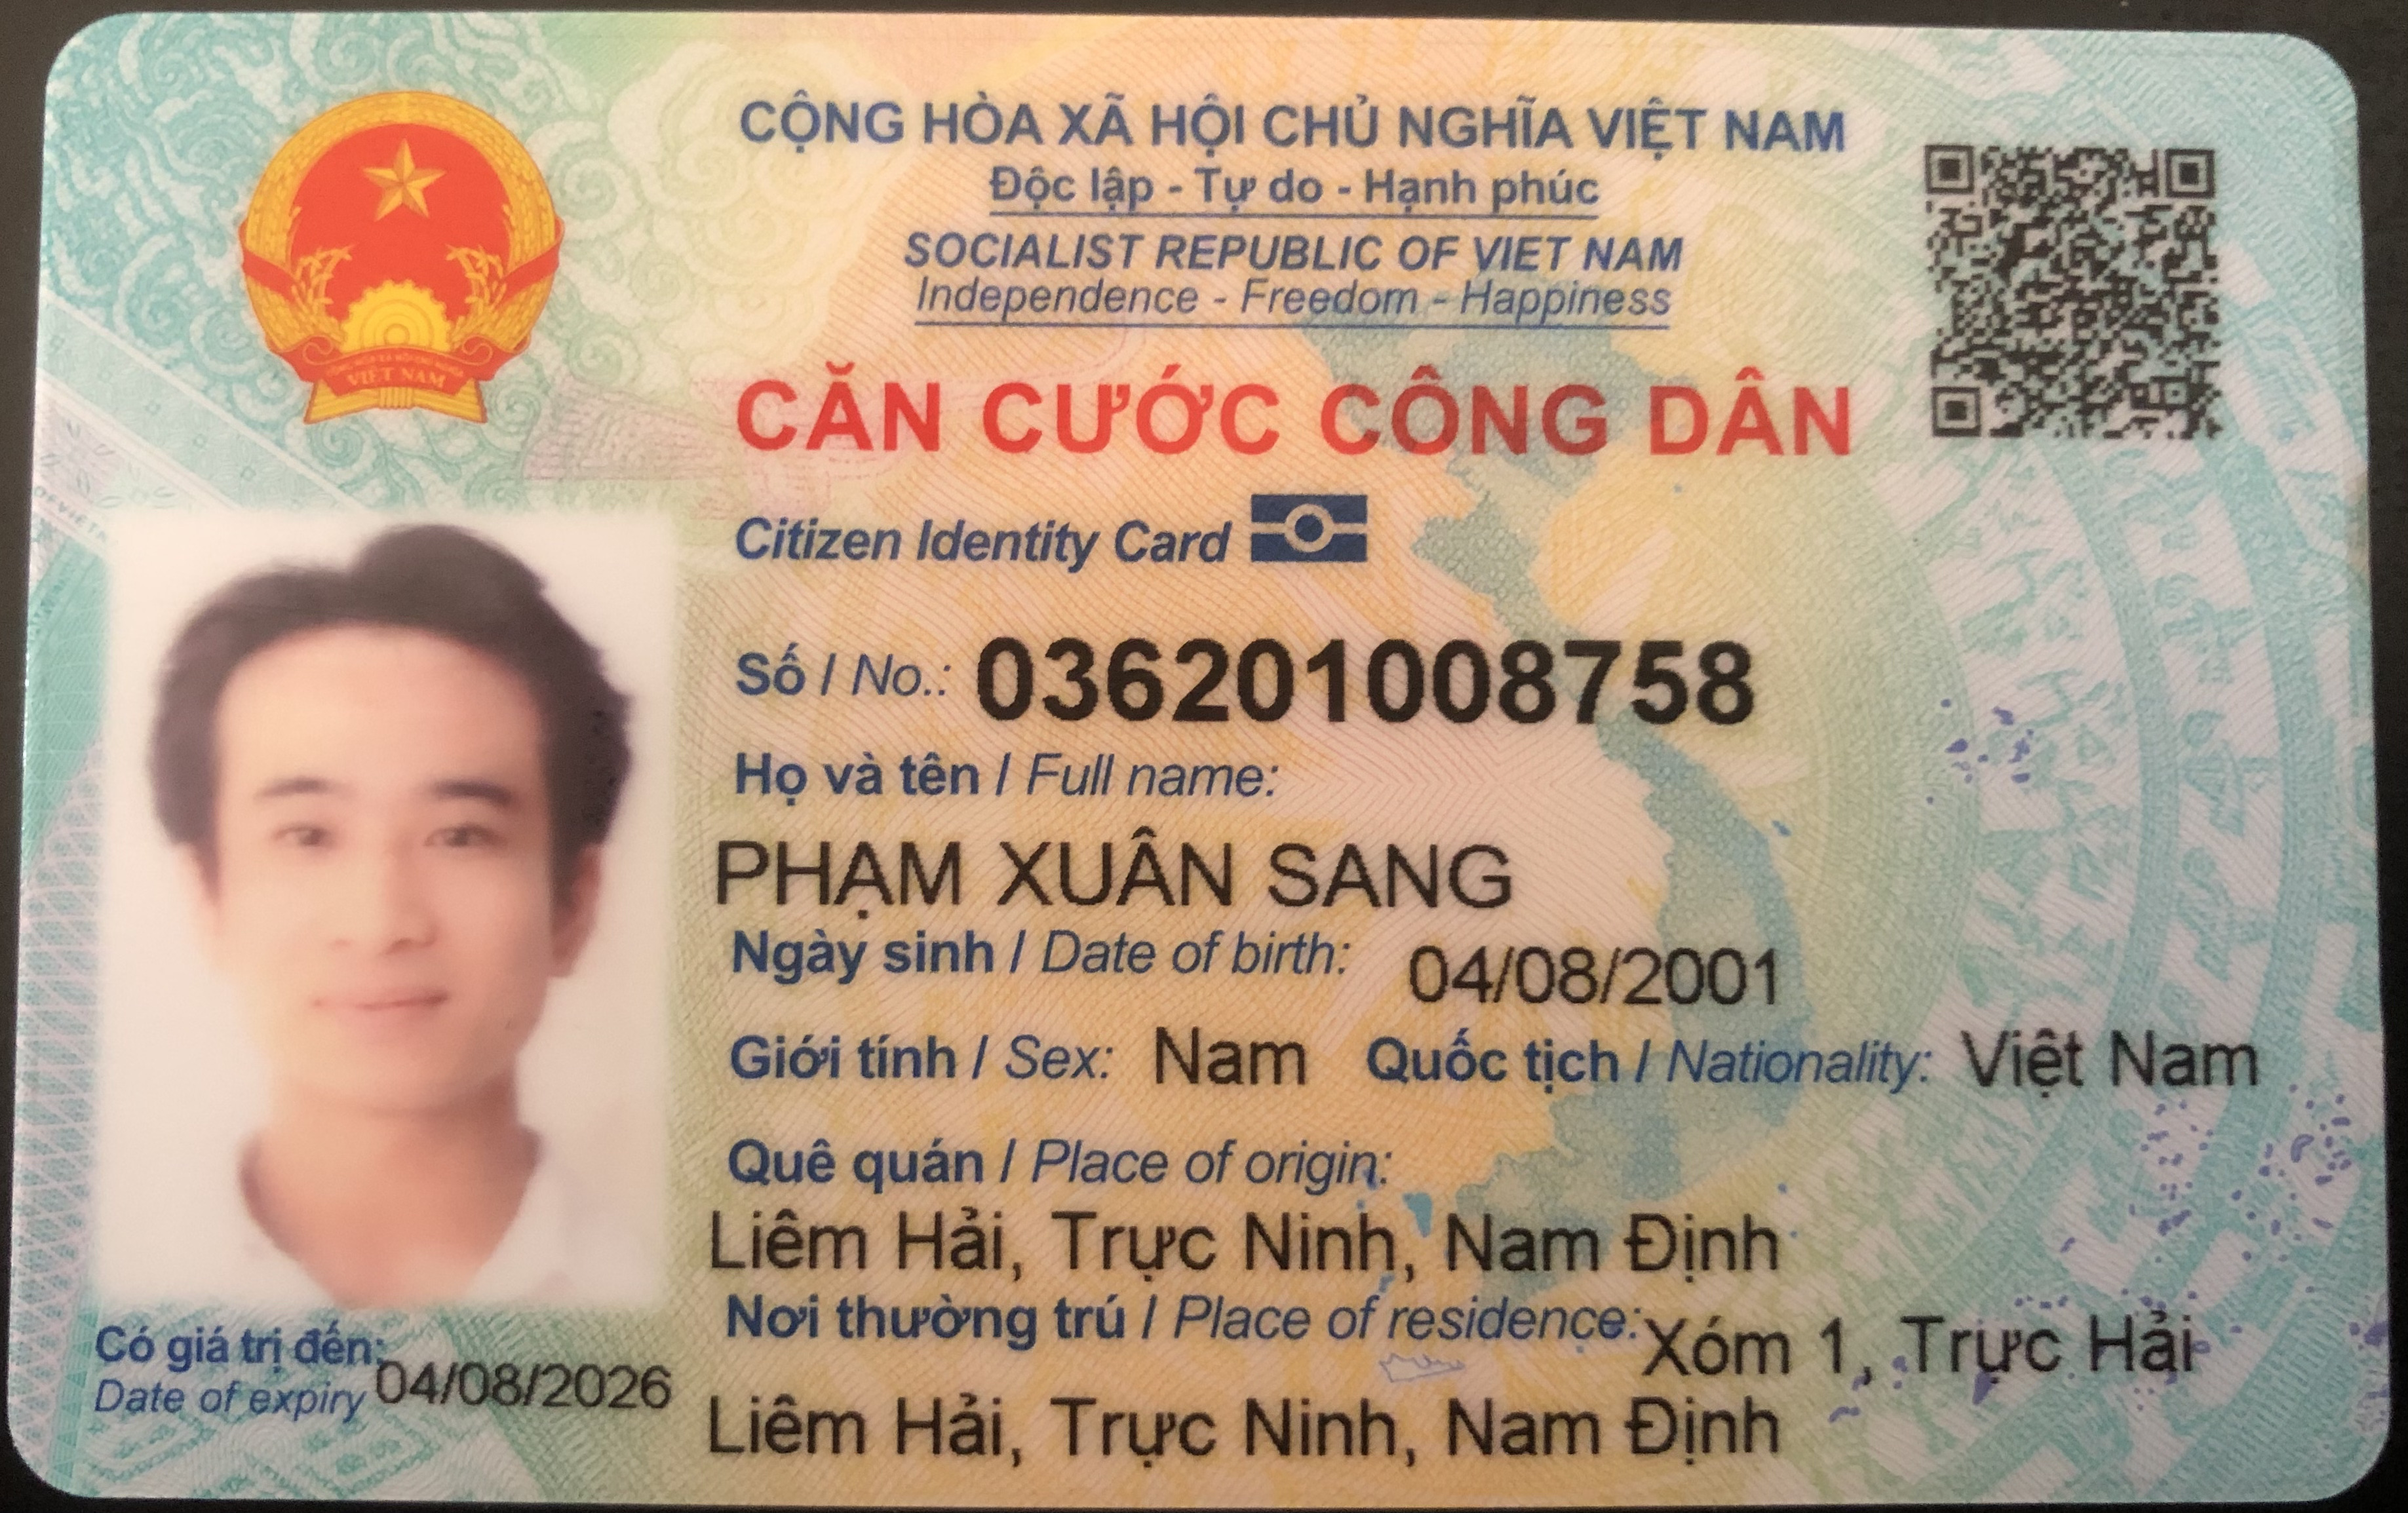 CỘNG HÒA XÃ HỘI CHỦ NGHĨA VIỆT NAM
Độc lập - Tự do - Hạnh phúc
SOCIALIST REPUBLIC OF VIET NAM
Independence - Freedom - Happiness
VIỆT NAM
CĂN CƯỚC CÔNG DÂN
Citizen Identity Card
Số / No.: 036201008758
Họ và tên / Full name:
PHẠM XUÂN SANG
Ngày sinh / Date of birth: 04/08/2001
Giới tính / Sex: Nam Quốc tịch / Nationality: Việt Nam
Quê quán / Place of origin:
Liêm Hải, Trực Ninh, Nam Định
Nơi thường trú / Place of residence: Xóm 1, Trực Hải
Liêm Hải, Trực Ninh, Nam Định
Có giá trị đến: 04/08/2026
Date of expiry